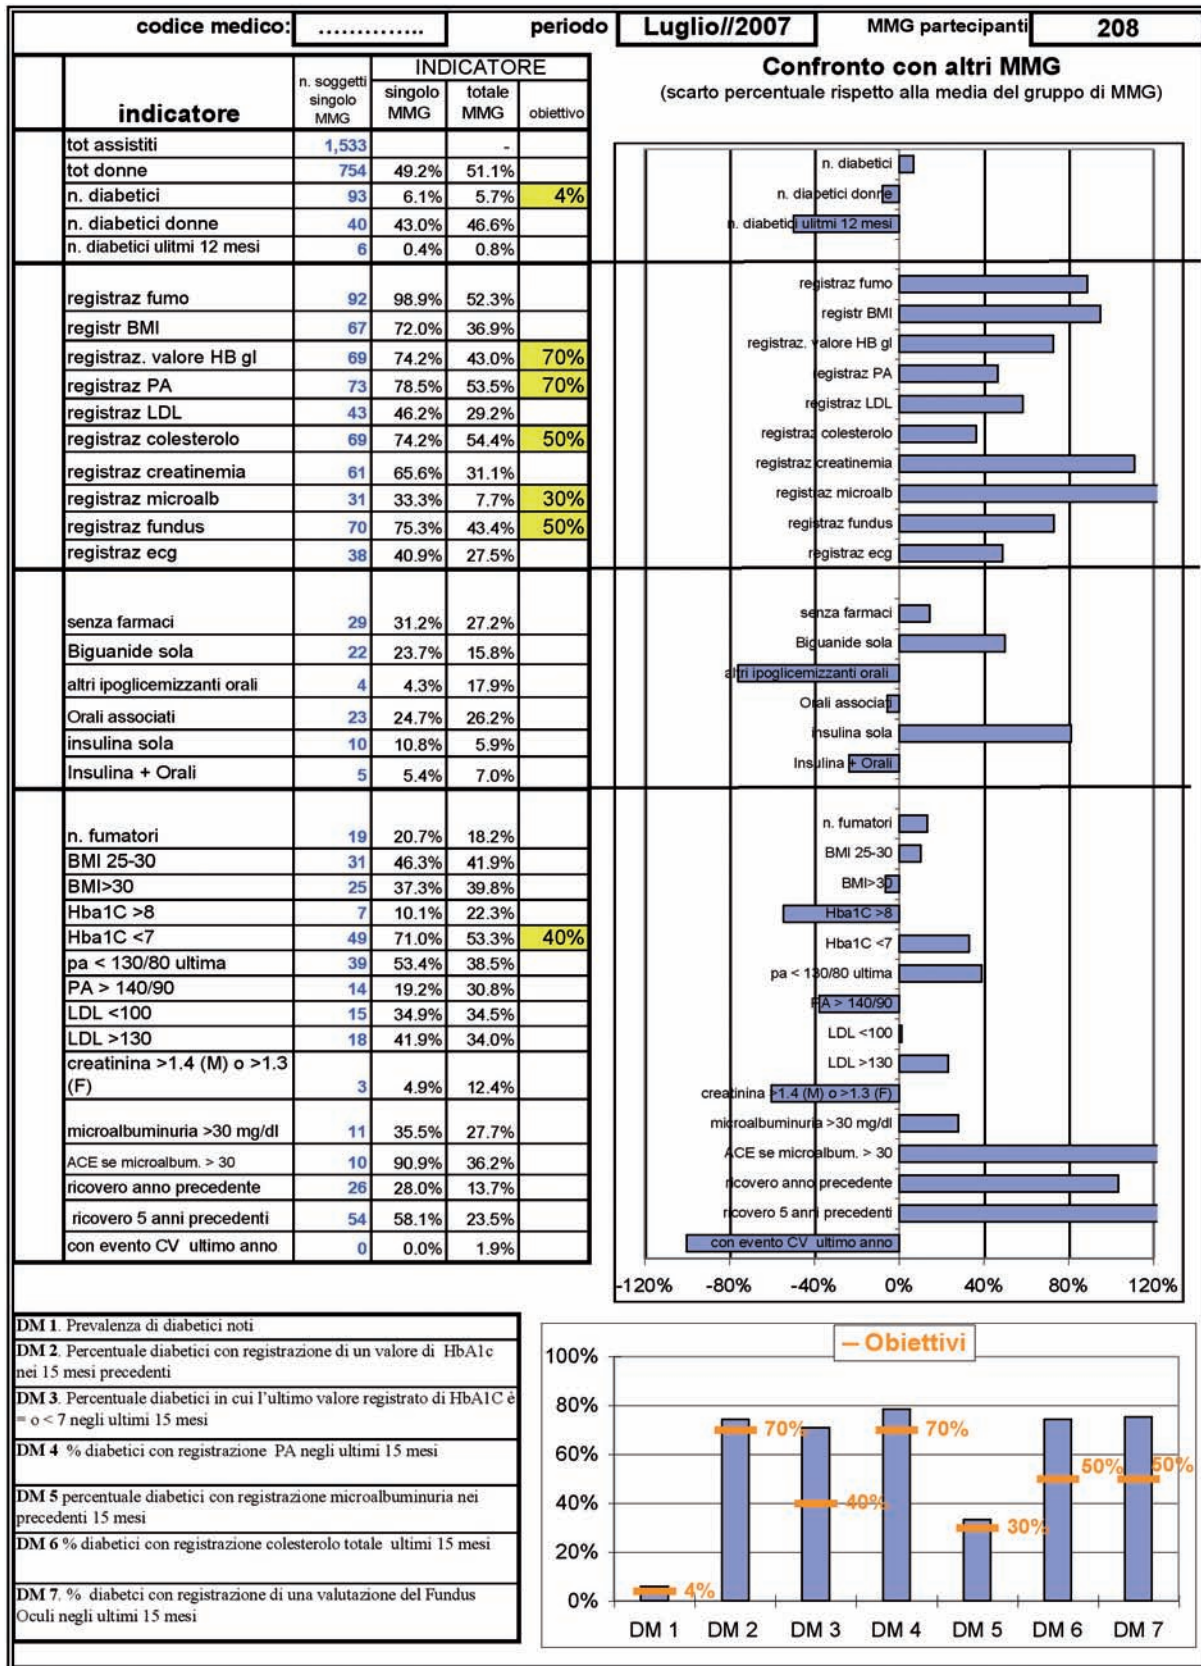 codice medico: .............. periodo Luglio//2007 MMG partecipanti 208
indicatore n. soggetti singolo MMG INDICATORE singolo MMG totale MMG obiettivo
tot assistiti 1,533 -
tot donne 754 49.2% 51.1%
n. diabetici 93 6.1% 5.7% 4%
n. diabetici donne 40 43.0% 46.6%
n. diabetici ulitmi 12 mesi 6 0.4% 0.8%
registraz fumo 92 98.9% 52.3%
registr BMI 67 72.0% 36.9%
registraz. valore HB gl 69 74.2% 43.0% 70%
registraz PA 73 78.5% 53.5% 70%
registraz LDL 43 46.2% 29.2%
registraz colesterolo 69 74.2% 54.4% 50%
registraz creatinemia 61 65.6% 31.1%
registraz microalb 31 33.3% 7.7% 30%
registraz fundus 70 75.3% 43.4% 50%
registraz ecg 38 40.9% 27.5%
senza farmaci 29 31.2% 27.2%
Biguanide sola 22 23.7% 15.8%
altri ipoglicemizzanti orali 4 4.3% 17.9%
Orali associati 23 24.7% 26.2%
insulina sola 10 10.8% 5.9%
Insulina + Orali 5 5.4% 7.0%
n. fumatori 19 20.7% 18.2%
BMI 25-30 31 46.3% 41.9%
BMI>30 25 37.3% 39.8%
Hba1C >8 7 10.1% 22.3%
Hba1C <7 49 71.0% 53.3% 40%
pa < 130/80 ultima 39 53.4% 38.5%
PA > 140/90 14 19.2% 30.8%
LDL <100 15 34.9% 34.5%
LDL >130 18 41.9% 34.0%
creatinina >1.4 (M) o >1.3
(F) 3 4.9% 12.4%
microalbuminuria >30 mg/dl 11 35.5% 27.7%
ACE se microalbum. > 30 10 90.9% 36.2%
ricovero anno precedente 26 28.0% 13.7%
ricovero 5 anni precedenti 54 58.1% 23.5%
con evento CV ultimo anno 0 0.0% 1.9%
Confronto con altri MMG
(scarto percentuale rispetto alla media del gruppo di MMG)
n. diabetici
n. diabetici donne
n. diabetici ulitmi 12 mesi
registraz fumo
registr BMI
registraz. valore HB gl
registraz PA
registraz LDL
registraz colesterolo
registraz creatinemia
registraz microalb
registraz fundus
registraz ecg
senza farmaci
Biguanide sola
altri ipoglicemizzanti orali
Orali associati
insulina sola
Insulina + Orali
n. fumatori
BMI 25-30
BMI>30
Hba1C >8
Hba1C <7
pa < 130/80 ultima
PA > 140/90
LDL <100
LDL >130
creatinina >1.4 (M) o >1.3 (F)
microalbuminuria >30 mg/dl
ACE se microalbum. > 30
ricovero anno precedente
ricovero 5 anni precedenti
con evento CV ultimo anno
-120% -80% -40% 0% 40% 80% 120%
DM 1. Prevalenza di diabetici noti
DM 2. Percentuale diabetici con registrazione di un valore di HbA1c
nei 15 mesi precedenti
DM 3. Percentuale diabetici in cui l'ultimo valore registrato di HbA1C è
= o < 7 negli ultimi 15 mesi
DM 4 % diabetici con registrazione PA negli ultimi 15 mesi
DM 5 percentuale diabetici con registrazione microalbuminuria nei
precedenti 15 mesi
DM 6 % diabetici con registrazione colesterolo totale ultimi 15 mesi
DM 7. % diabetci con registrazione di una valutazione del Fundus
Oculi negli ultimi 15 mesi
Obiettivi
100%
80%
60%
40%
20%
0%
4% 70% 40% 70% 30% 50% 50%
DM 1 DM 2 DM 3 DM 4 DM 5 DM 6 DM 7